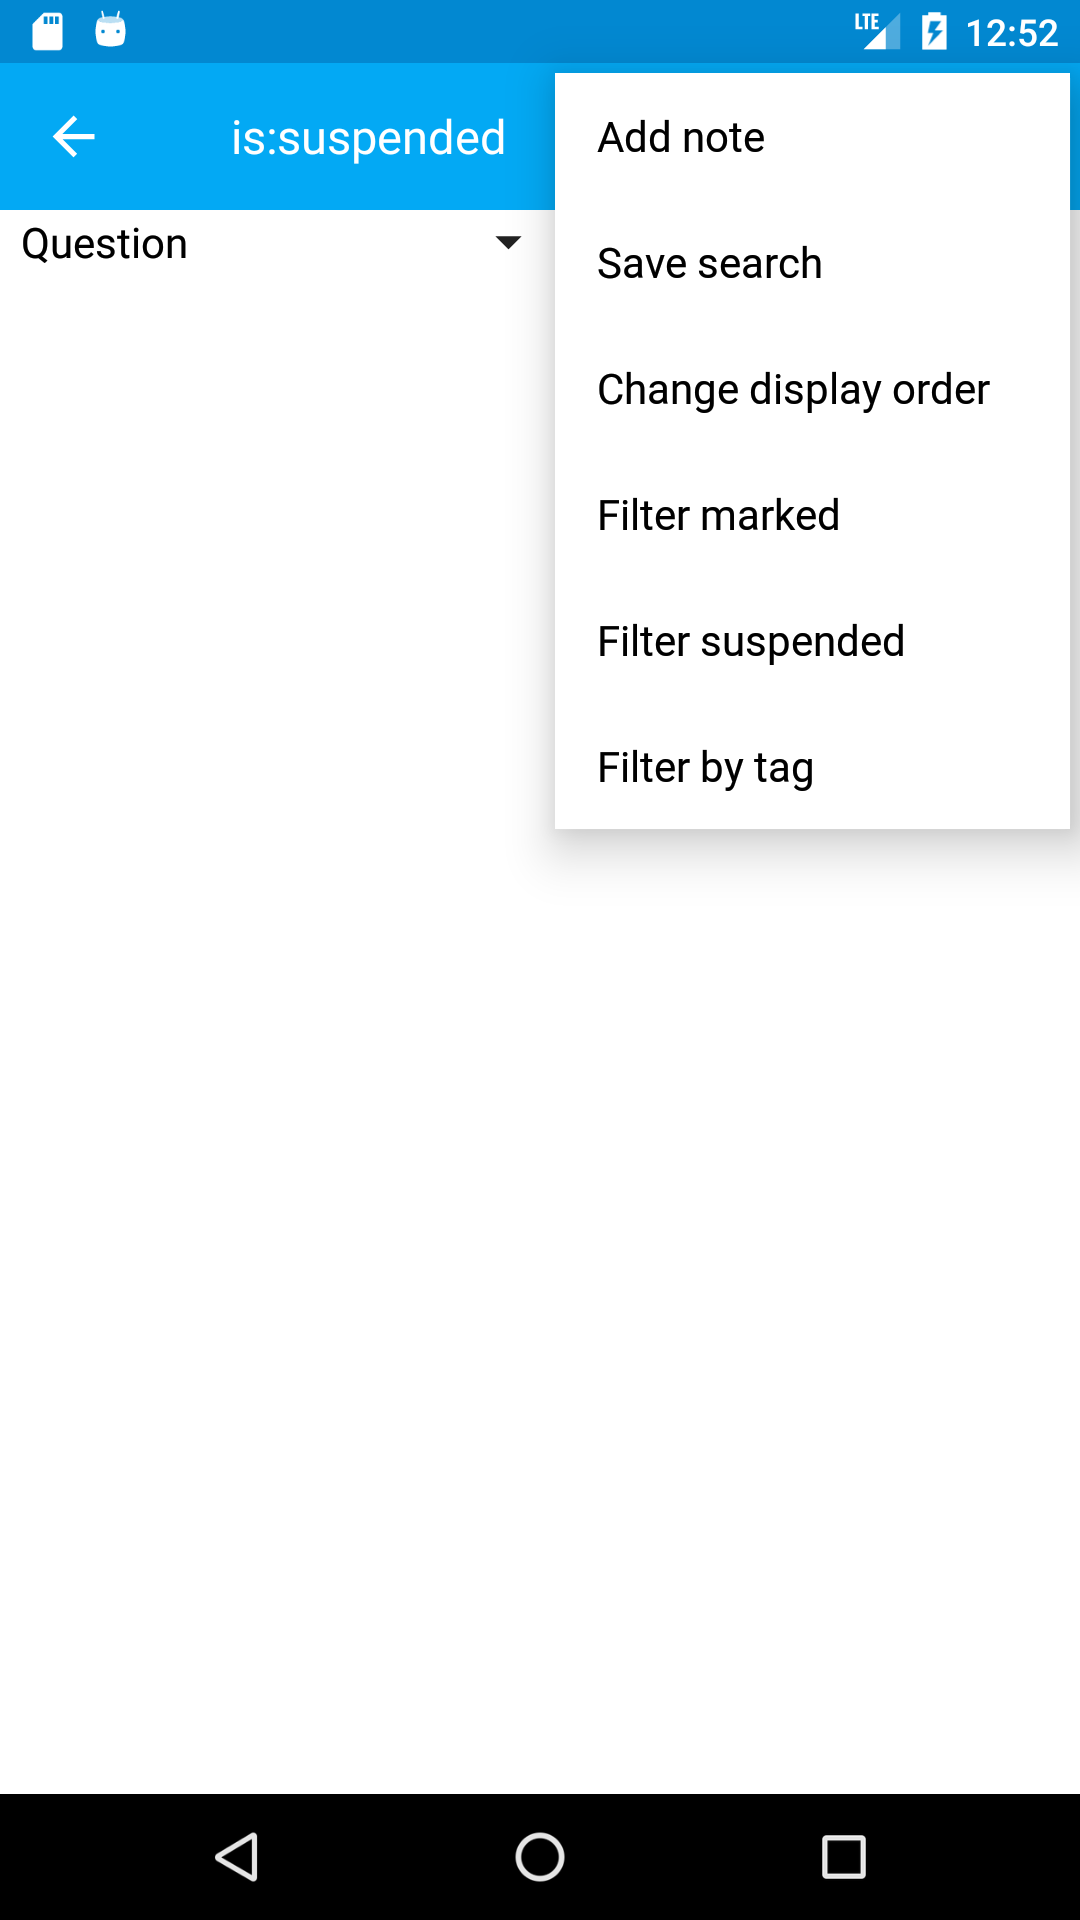 LTE 12:52
is:suspended
Question
Add note
Save search
Change display order
Filter marked
Filter suspended
Filter by tag